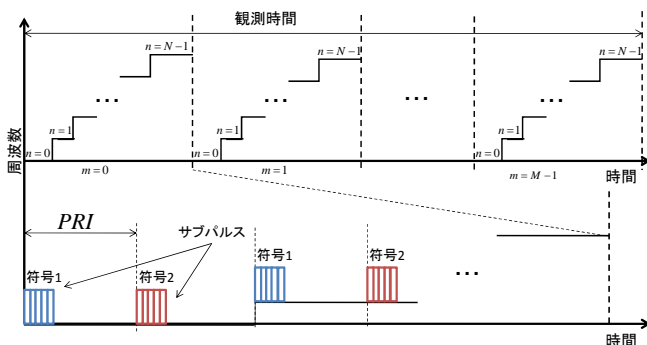 観測時間
n = N −1
n = N −1
n = N −1
...
...
...
...
n=1
n=1
n=1
n=0
n=0
n=0
周波数
m = 0
m =1
m = M −1
時間
PRI
サブパルス
符号1
符号2
符号1
符号2
...
時間